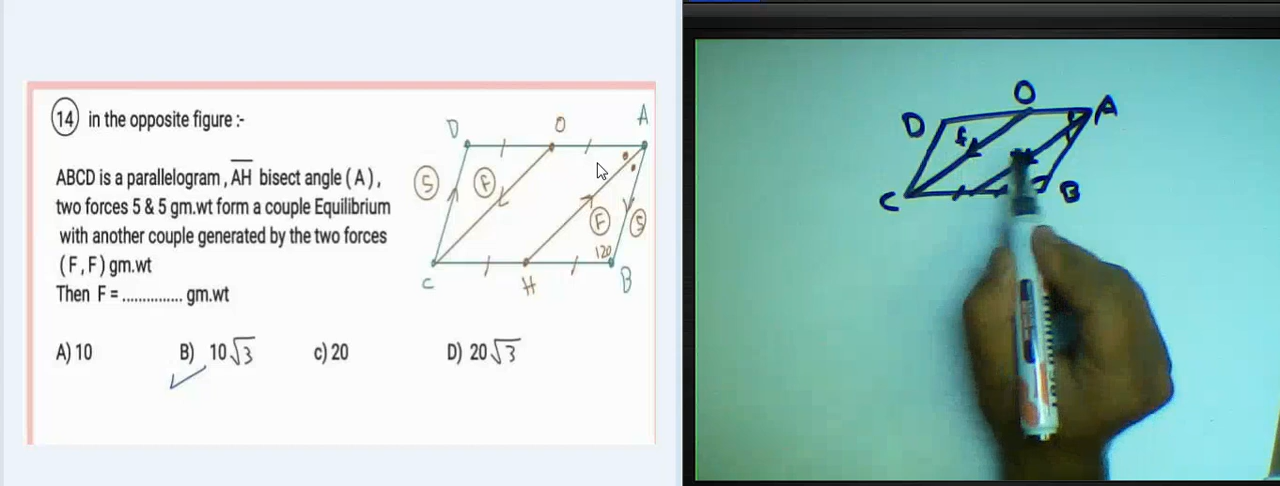 14 in the opposite figure :-
ABCD is a parallelogram , AH bisect angle ( A ) ,
two forces 5 & 5 gm.wt form a couple Equilibrium
with another couple generated by the two forces
( F , F ) gm.wt
Then F = .............. gm.wt
A) 10 B) 10√3 c) 20 D) 20√3
D O A
5 F
F 5
120
C H B
O
D A
F
C B